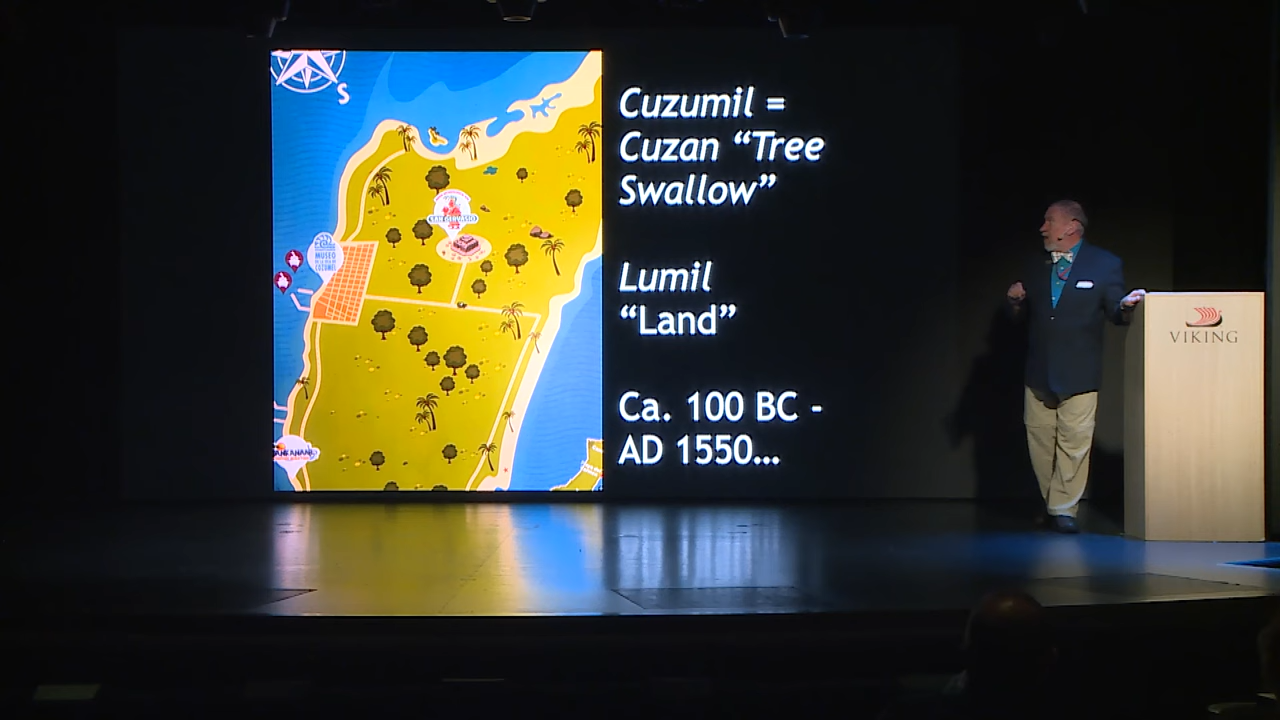 S
Cuzumil =
Cuzan “Tree
Swallow”
Lumil
“Land”
Ca. 100 BC -
AD 1550...
SAN GERVASIO
MUSEO
COZUMEL
VIKING